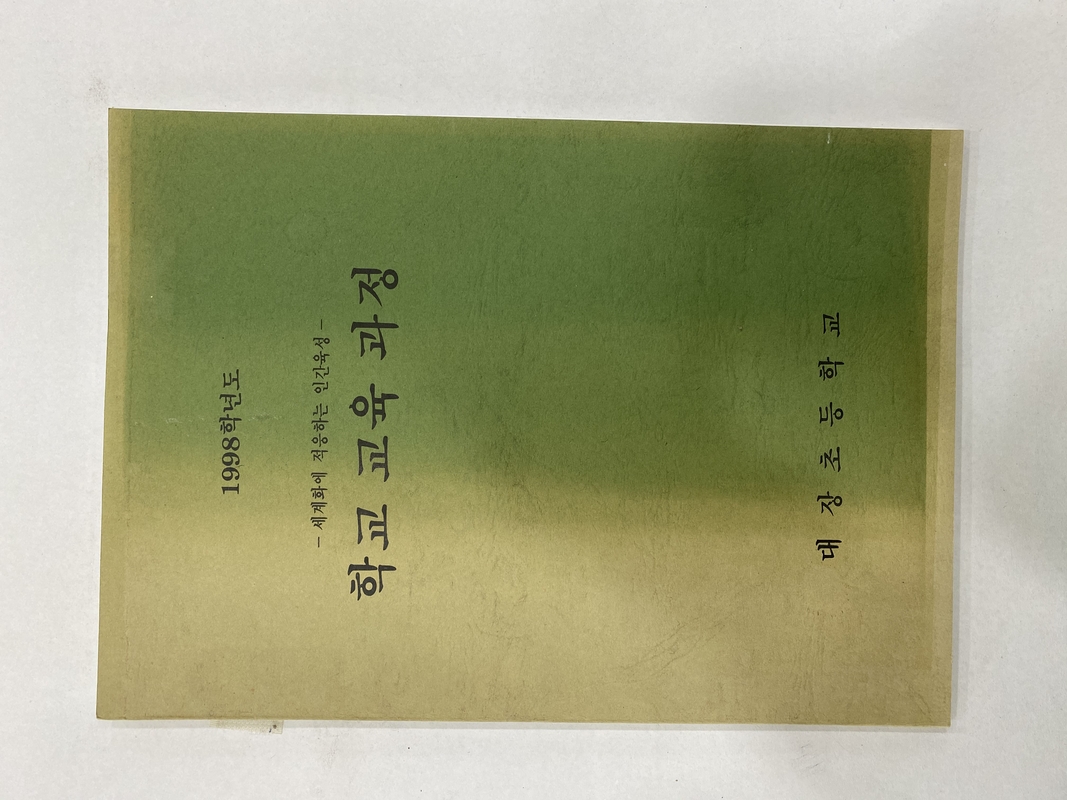 1998학년도
- 세계화에 적응하는 인간육성 -
학교 교육 과정
대 장 초 등 학 교